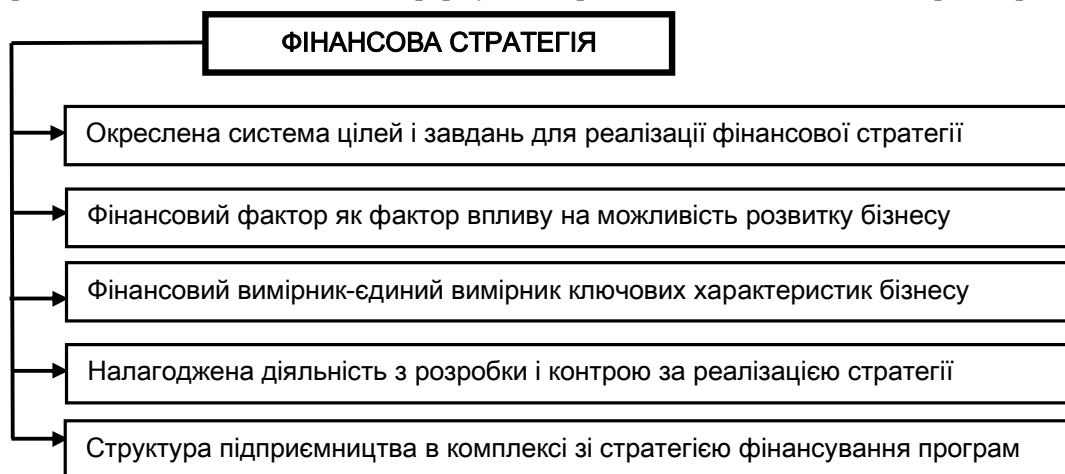 ФІНАНСОВА СТРАТЕГІЯ
Окреслена система цілей і завдань для реалізації фінансової стратегії
Фінансовий фактор як фактор впливу на можливість розвитку бізнесу
Фінансовий вимірник-єдиний вимірник ключових характеристик бізнесу
Налагоджена діяльність з розробки і контрою за реалізацією стратегії
Структура підприємництва в комплексі зі стратегією фінансування програм